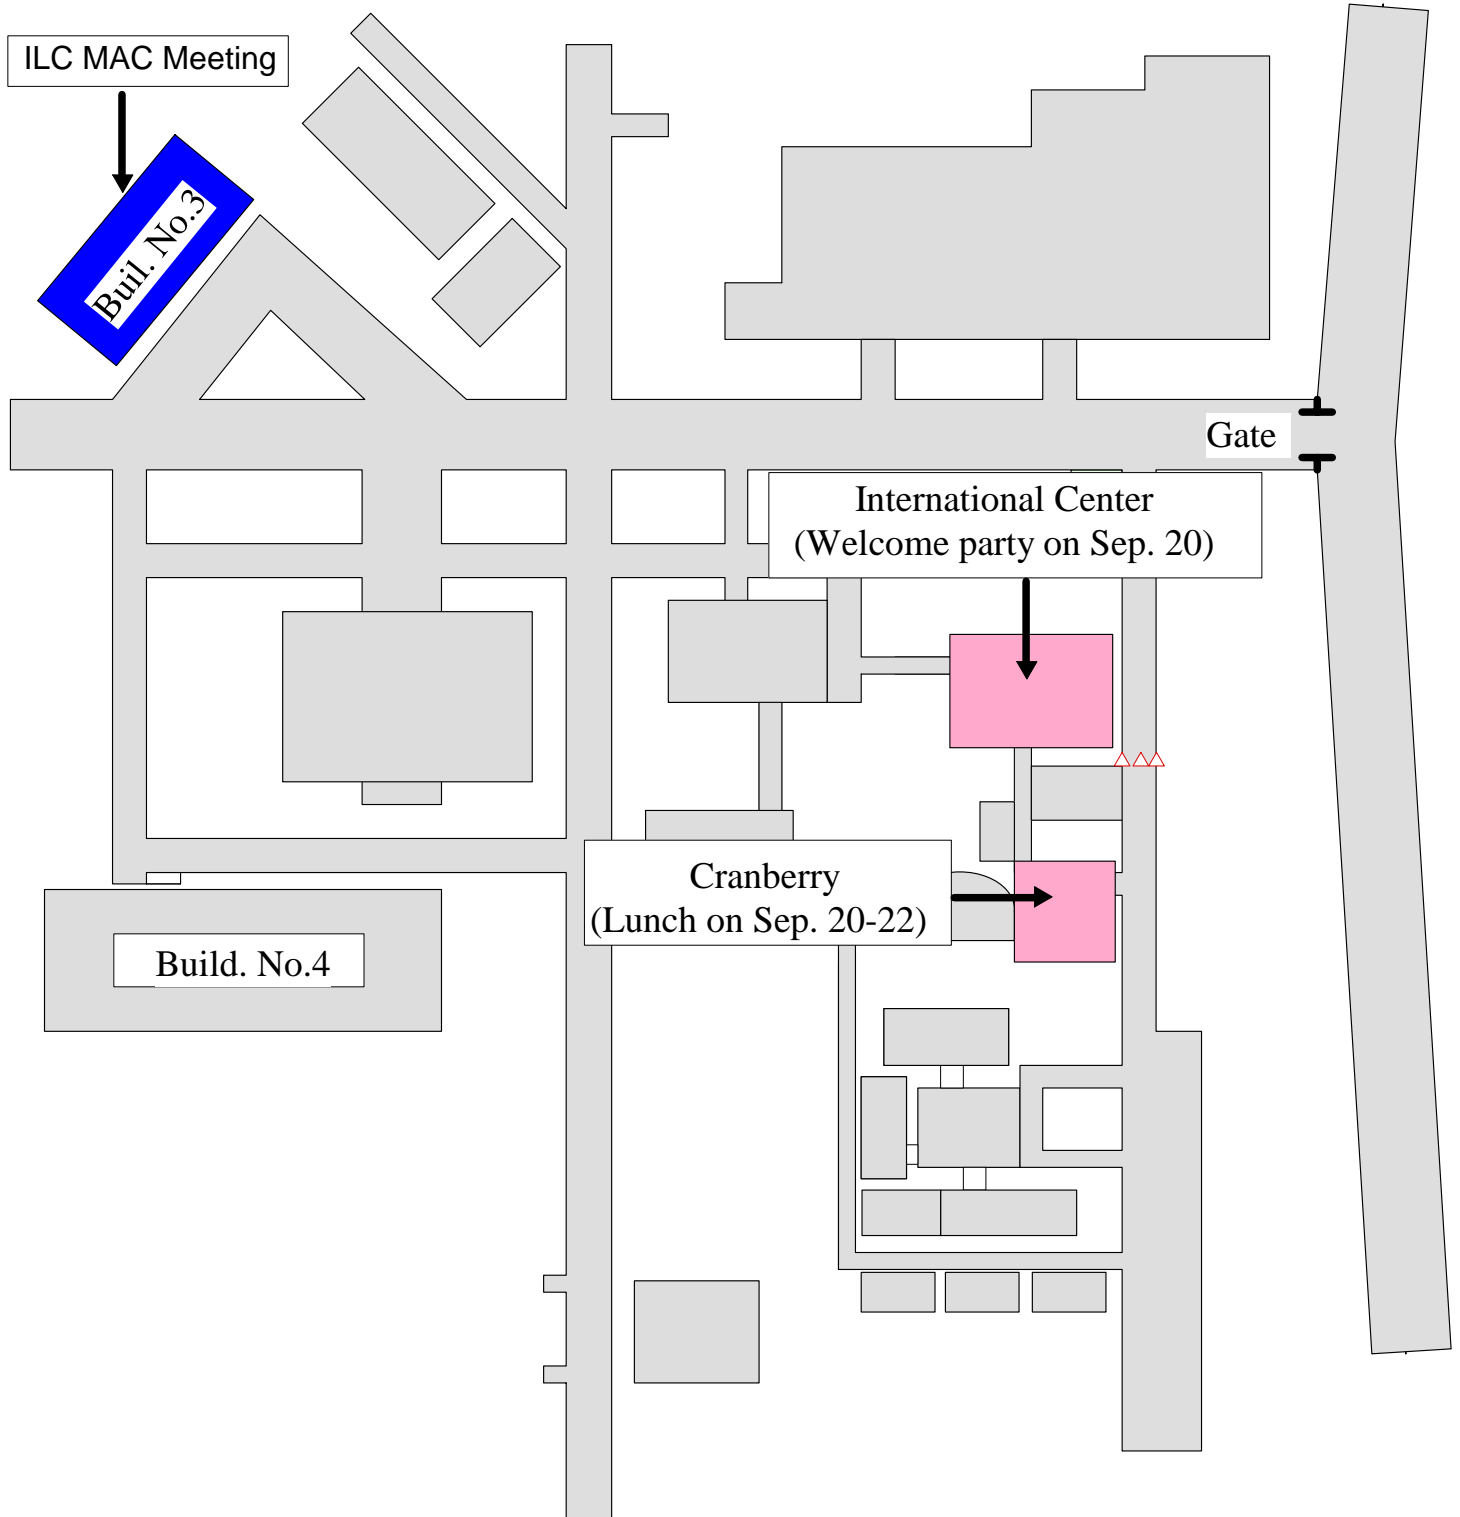 ILC MAC Meeting
Buil. No.3
Gate
International Center
(Welcome party on Sep. 20)
Cranberry
(Lunch on Sep. 20-22)
Build. No.4